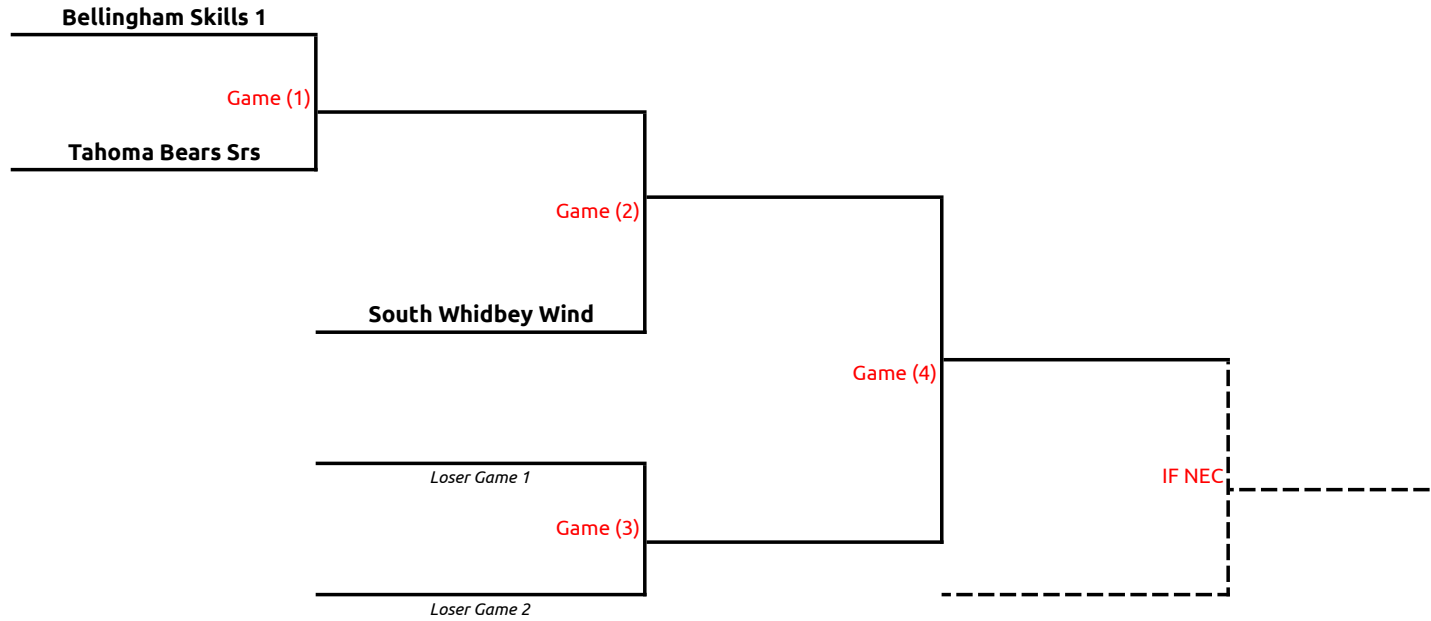 Bellingham Skills 1
Game (1)
Tahoma Bears Srs
Game (2)
South Whidbey Wind
Game (4)
Loser Game 1
IF NEC
Game (3)
Loser Game 2